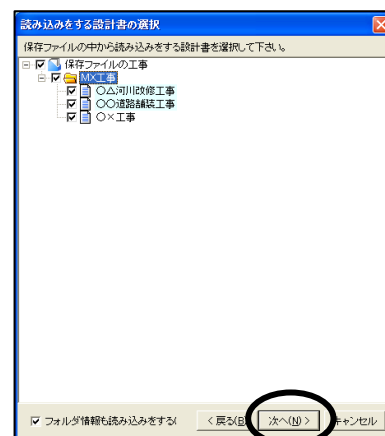 読み込みをする設計書の選択
保存ファイルの中から読み込みをする設計書を選択して下さい。
保存ファイルの工事
MX工事
○△河川改修工事
○○道路舗装工事
○×工事
フォルダ情報も読み込みをする(
< 戻る(B)
次へ(N) >
キャンセル